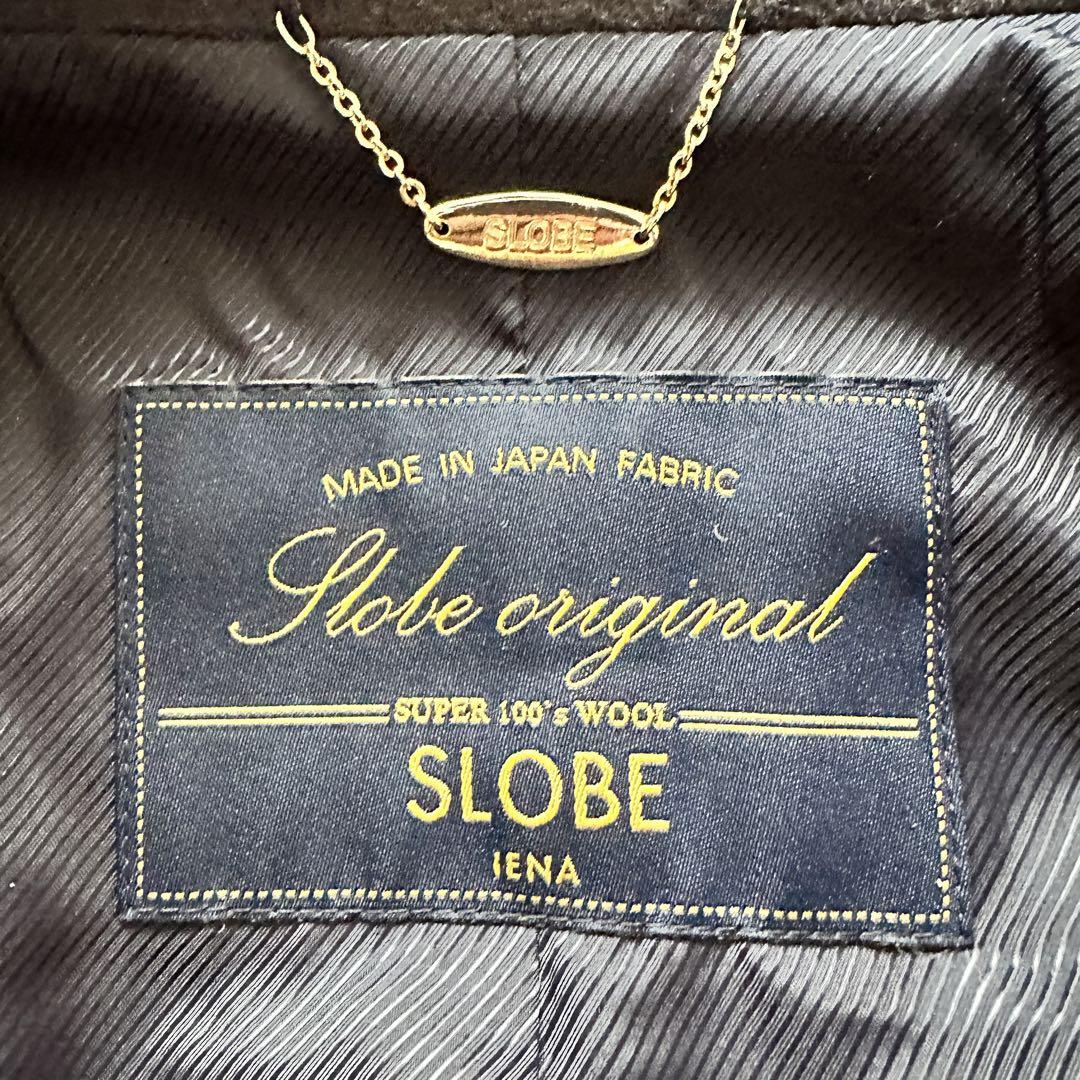 SLOBE
MADE IN JAPAN FABRIC
Slobe original
SUPER 100's WOOL
SLOBE
IENA